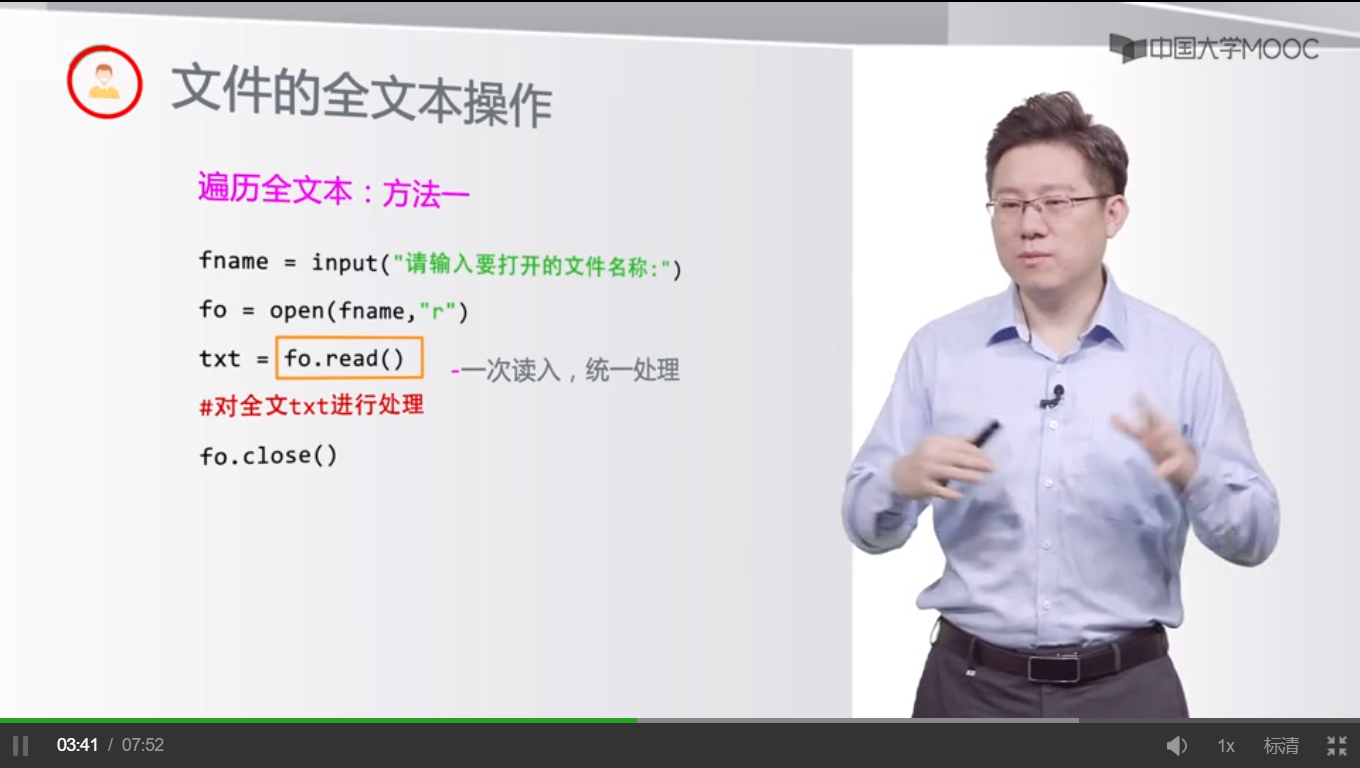 中国大学MOOC
文件的全文本操作
遍历全文本：方法一
fname = input("请输入要打开的文件名称:")
fo = open(fname,"r")
txt = fo.read() -一次读入，统一处理
#对全文txt进行处理
fo.close()
03:41 / 07:52 1x 标清